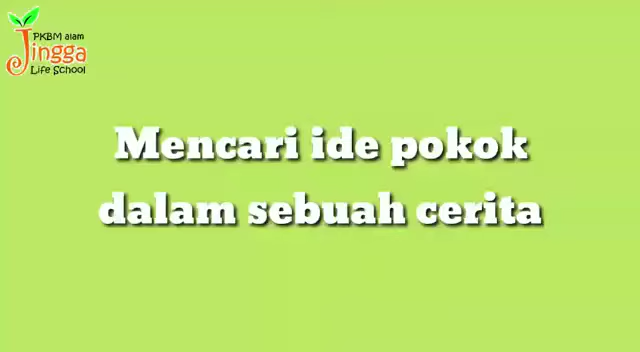 PKBM alam
Jingga
Life School
Mencari ide pokok
dalam sebuah cerita